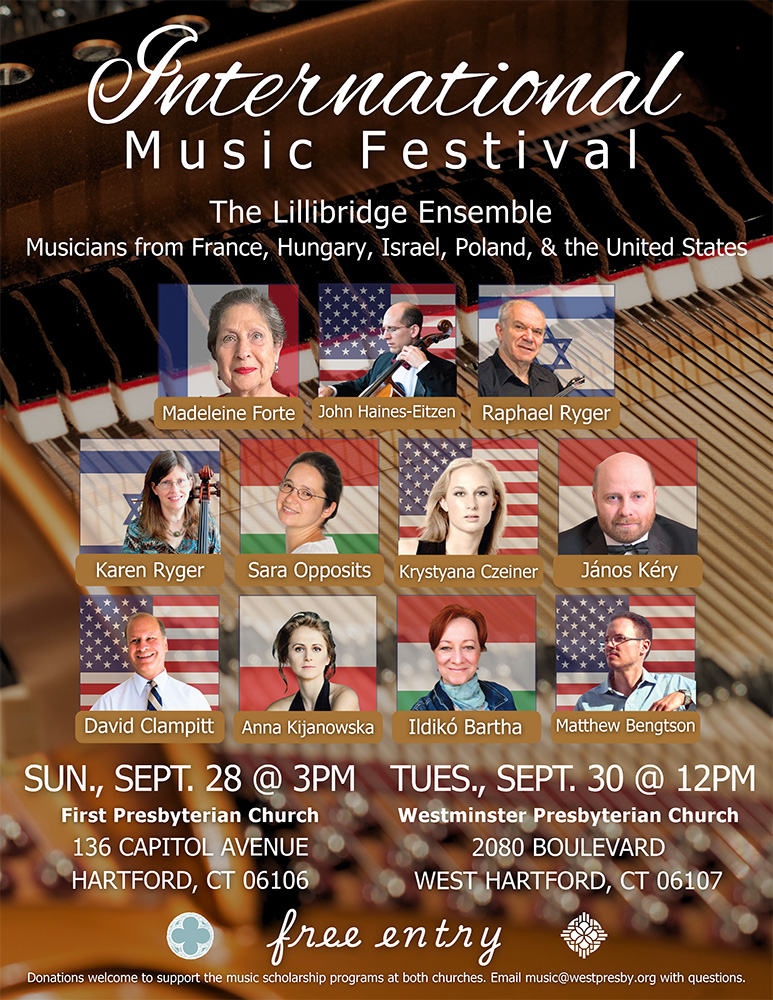 International
Music Festival
The Lillibridge Ensemble
Musicians from France, Hungary, Israel, Poland, & the United States
Madeleine Forte
John Haines-Eitzen
Raphael Ryger
Karen Ryger
Sara Opposits
Krystyana Czeiner
János Kéry
David Clampitt
Anna Kijanowska
Ildikó Bartha
Matthew Bengtson
SUN., SEPT. 28 @ 3PM
First Presbyterian Church
136 CAPITOL AVENUE
HARTFORD, CT 06106
TUES., SEPT. 30 @ 12PM
Westminster Presbyterian Church
2080 BOULEVARD
WEST HARTFORD, CT 06107
free entry
Donations welcome to support the music scholarship programs at both churches. Email music@westpresby.org with questions.